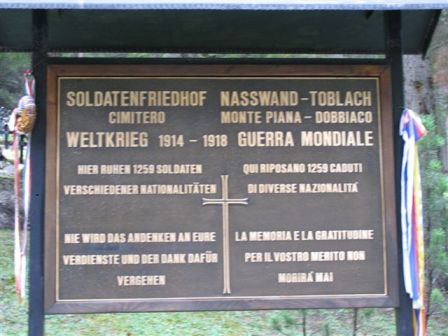 SOLDATENFRIEDHOF NASSWAND - TOBLACH
CIMITERO MONTE PIANA - DOBBIACO
WELTKRIEG 1914 - 1918 GUERRA MONDIALE
HIER RUHEN 1259 SOLDATEN
VERSCHIEDENER NATIONALITÄTEN
QUI RIPOSANO 1259 CADUTI
DI DIVERSE NAZIONALITÁ
NIE WIRD DAS ANDENKEN AN EURE
VERDIENSTE UND DER DANK DAFÜR
VERGEHEN
LA MEMORIA E LA GRATITUDINE
PER IL VOSTRO MERITO NON
MORIRÁ MAI